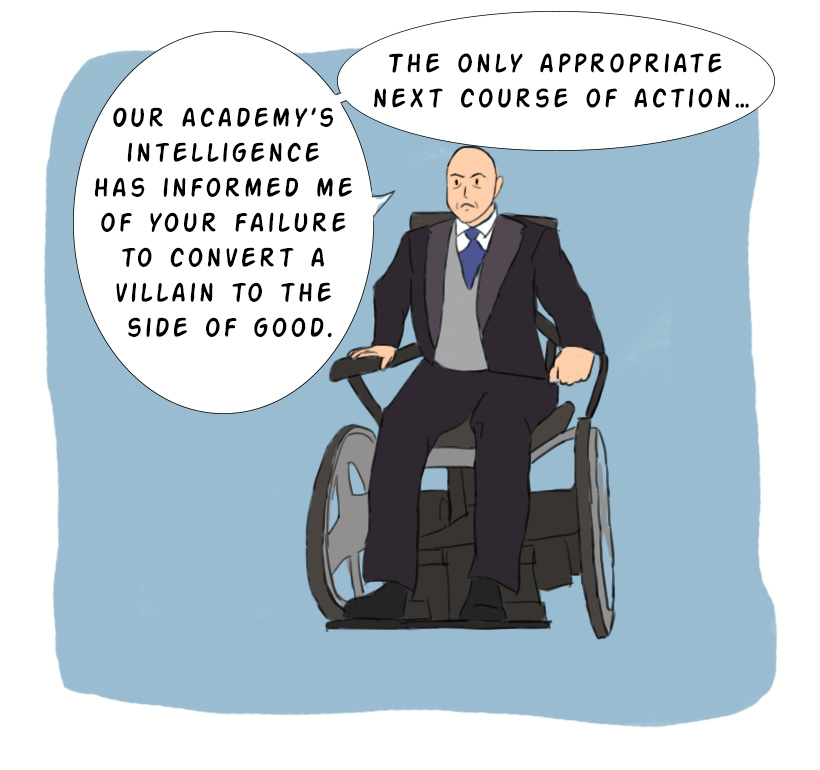 OUR ACADEMY'S
INTELLIGENCE
HAS INFORMED ME
OF YOUR FAILURE
TO CONVERT A
VILLAIN TO THE
SIDE OF GOOD.
THE ONLY APPROPRIATE
NEXT COURSE OF ACTION...